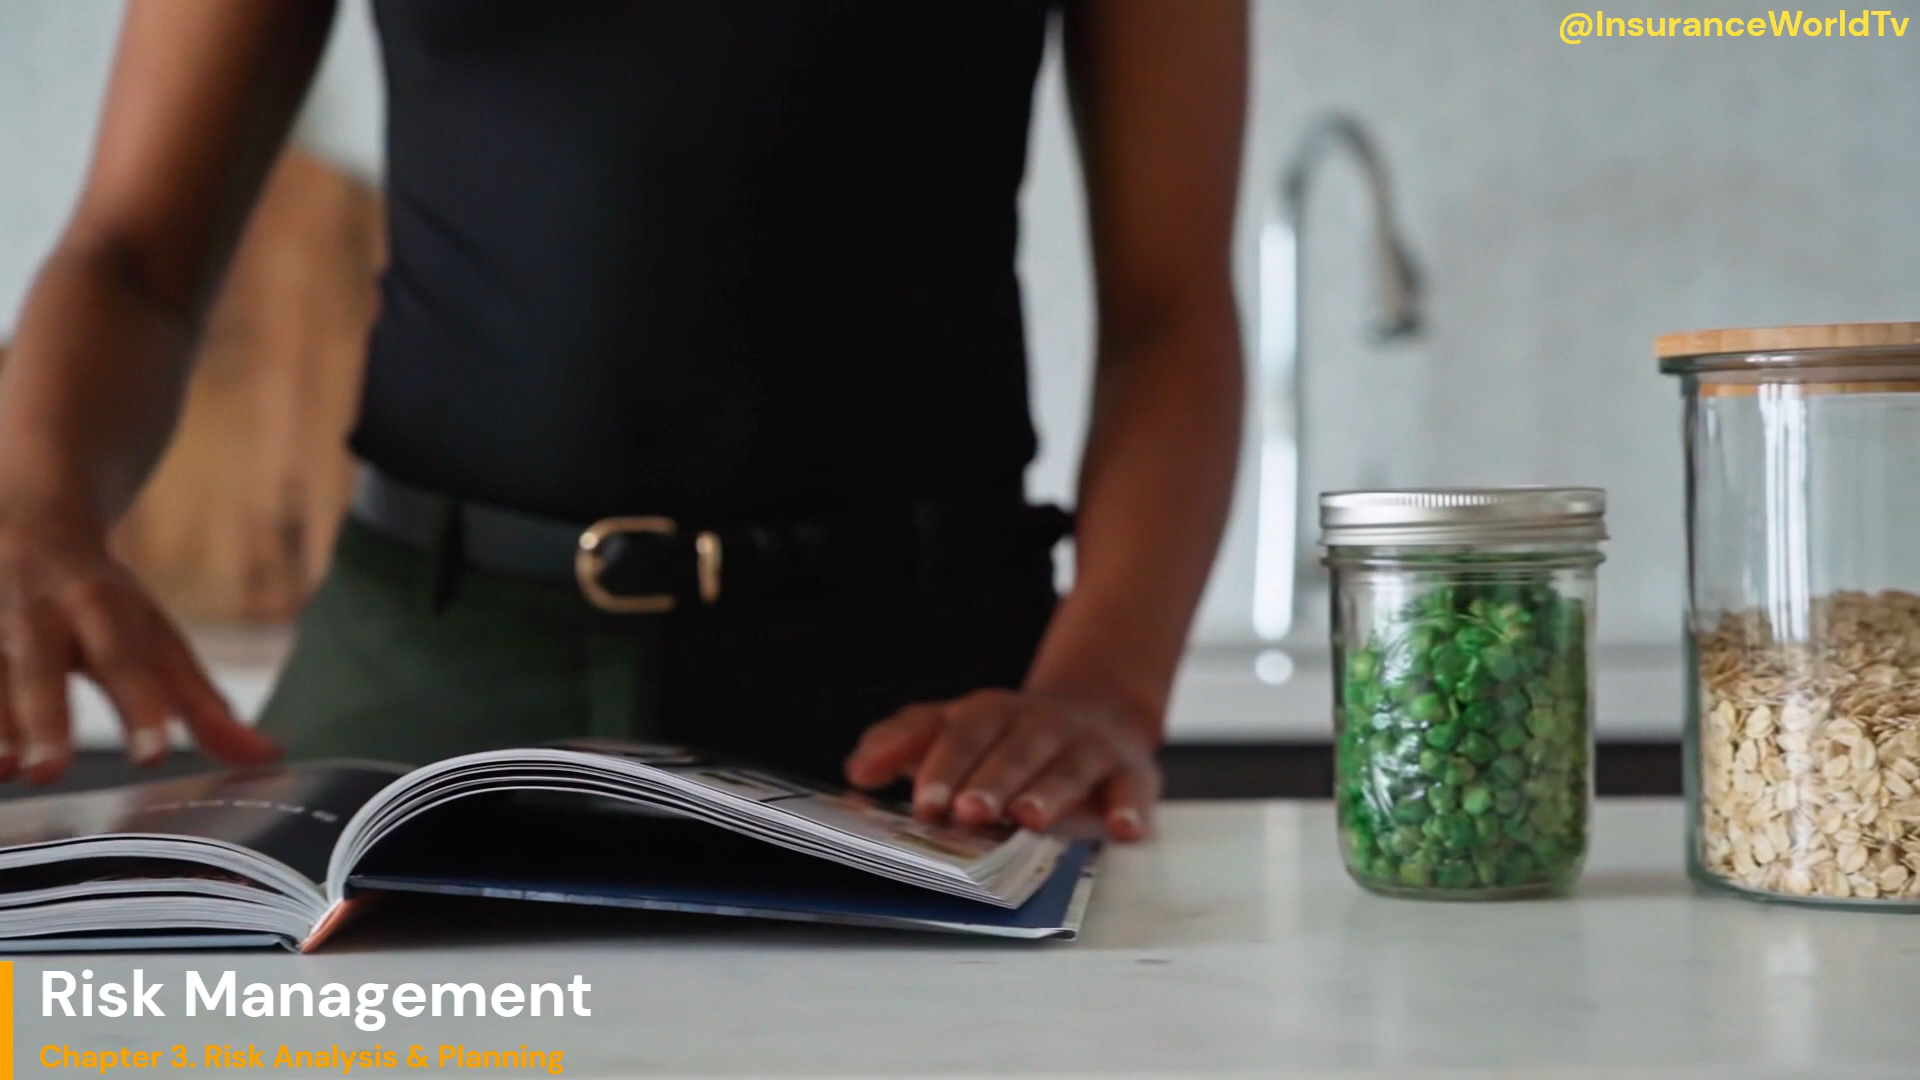 @InsuranceWorldTv
Risk Management
Chapter 3. Risk Analysis & Planning